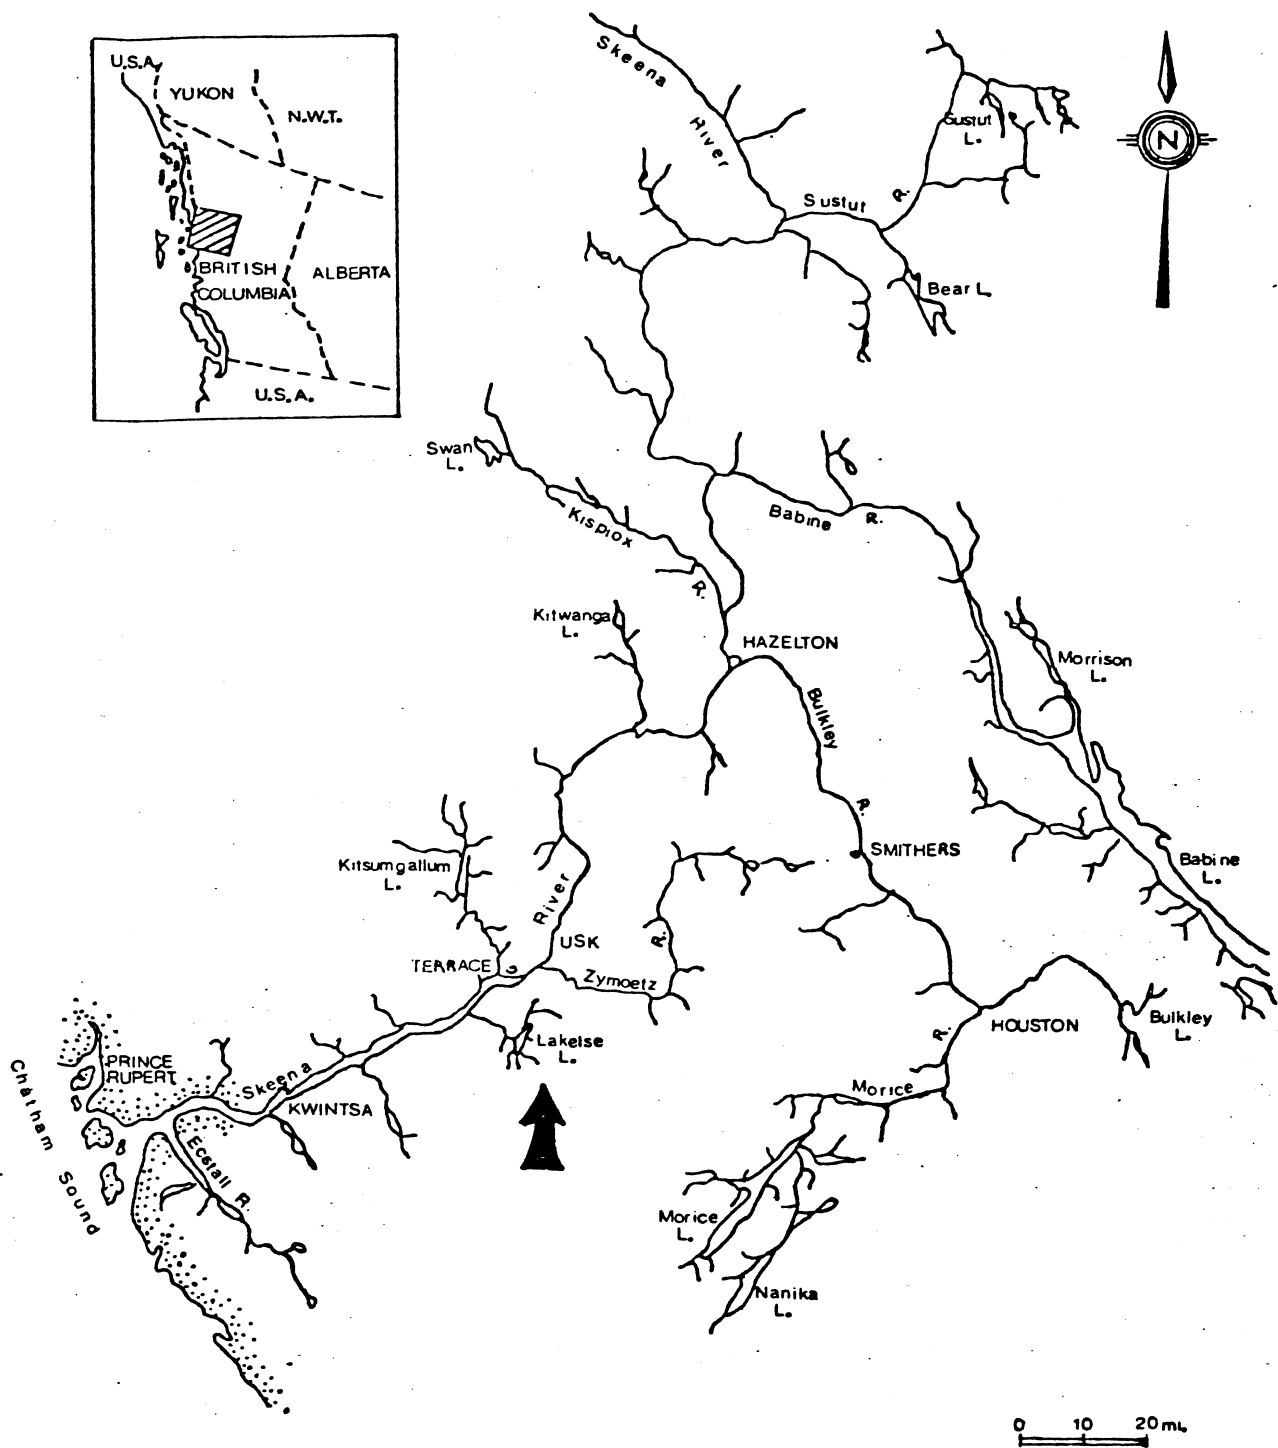 U.S.A.
YUKON
N.W.T.
BRITISH
COLUMBIA
ALBERTA
U.S.A.
Skeena
River
Sustut
L.
Sustut
R.
Bear L.
N
Swan
L.
Kispiox
R.
Babine
R.
Kitwanga
L.
HAZELTON
Morrison
L.
Bulkley
R.
SMITHERS
Babine
L.
Kitsumgallum
L.
River
USK
TERRACE
Zymoetz
R.
Lakelse
L.
HOUSTON
Bulkley
L.
PRINCE
RUPERT
Skeena
KWINTSA
Chatham Sound
Ecstall R.
R.
Morice
Morice
L.
Nanika
L.
0 10 20 mi.